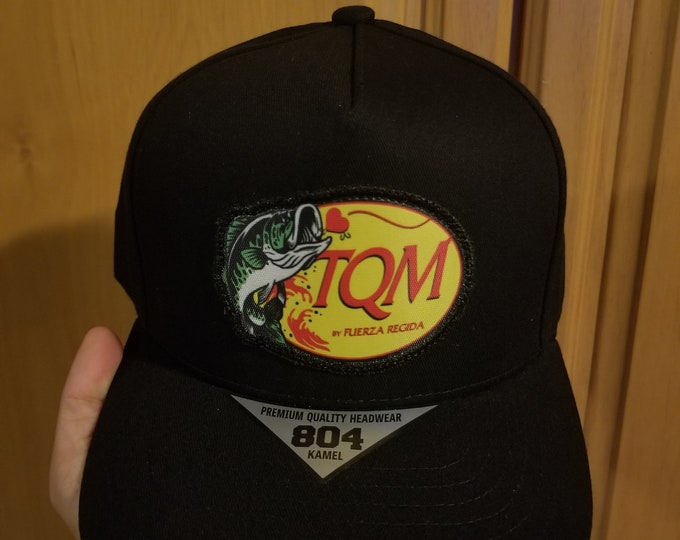 TQM
BY FUERZA REGIDA
PREMIUM QUALITY HEADWEAR
804
KAMEL